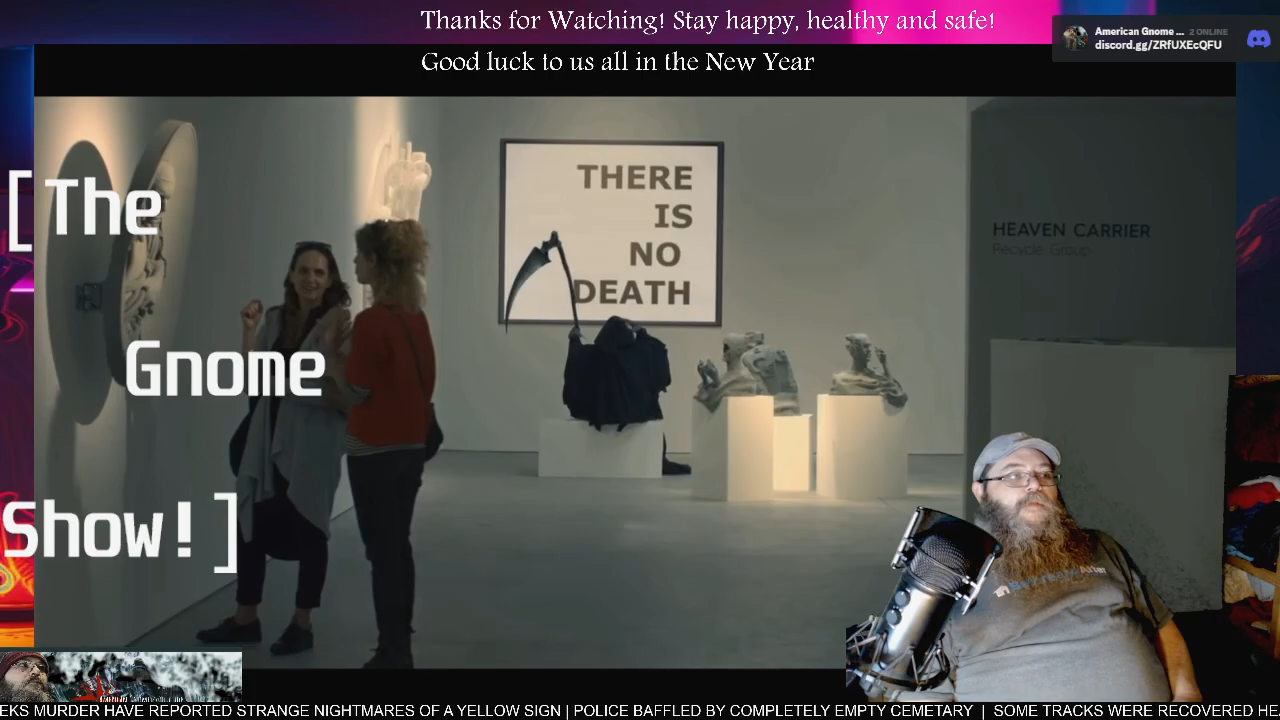 Thanks for Watching! Stay happy, healthy and safe!
Good luck to us all in the New Year
American Gnome ... 2 ONLINE
discord.gg/ZRfUXEcQFU
[The
Gnome
Show!]
THERE
IS
NO
DEATH
HEAVEN CARRIER
Recycle Group
EKS MURDER HAVE REPORTED STRANGE NIGHTMARES OF A YELLOW SIGN | POLICE BAFFLED BY COMPLETELY EMPTY CEMETARY | SOME TRACKS WERE RECOVERED HE